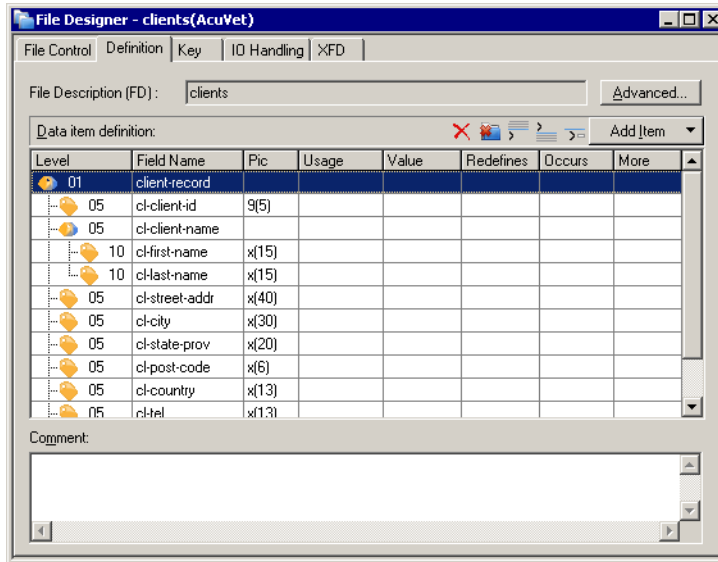 File Designer - clients(AcuVet)
File Control Definition Key IO Handling XFD
File Description (FD) : clients Advanced...
Data item definition: Add Item
Level Field Name Pic Usage Value Redefines Occurs More
01 client-record
05 cl-client-id 9(5)
05 cl-client-name
10 cl-first-name x(15)
10 cl-last-name x(15)
05 cl-street-addr x(40)
05 cl-city x(30)
05 cl-state-prov x(20)
05 cl-post-code x(6)
05 cl-country x(13)
05 cl-tel x(13)
Comment: